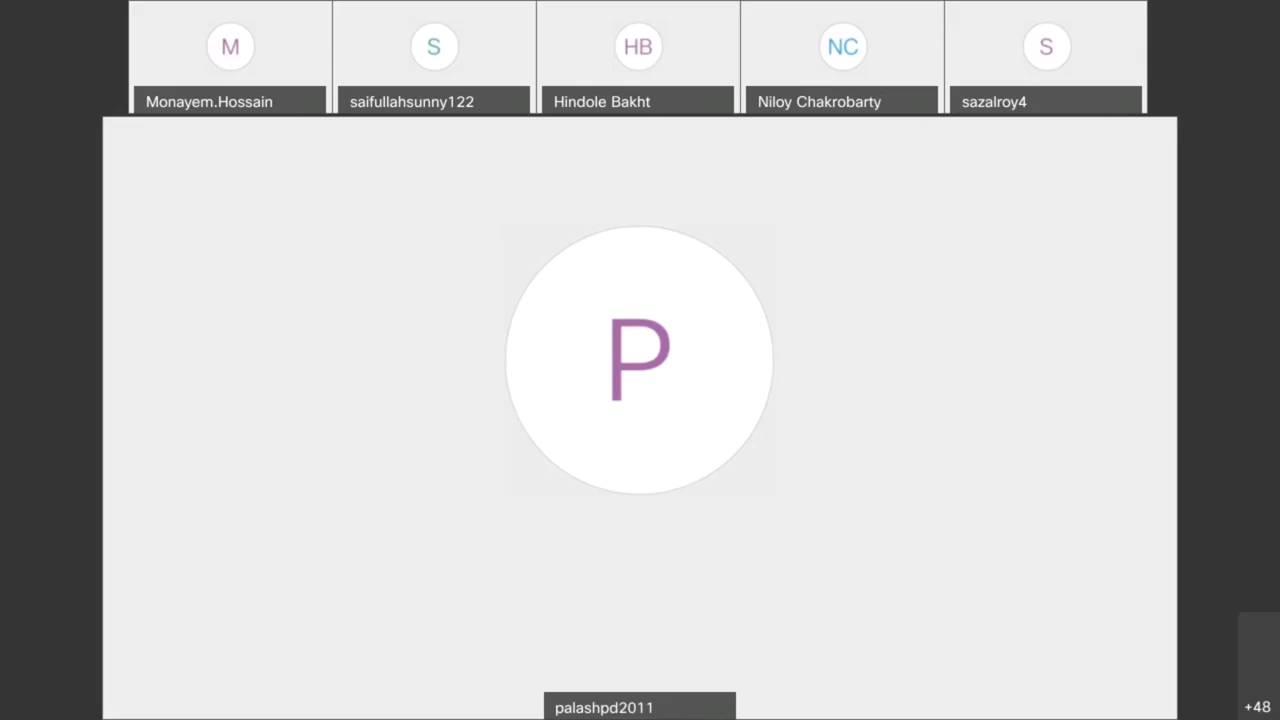 M
S
HB
NC
S
Monayem.Hossain
saifullahsunny122
Hindole Bakht
Niloy Chakrobarty
sazalroy4
P
palashpd2011
+48